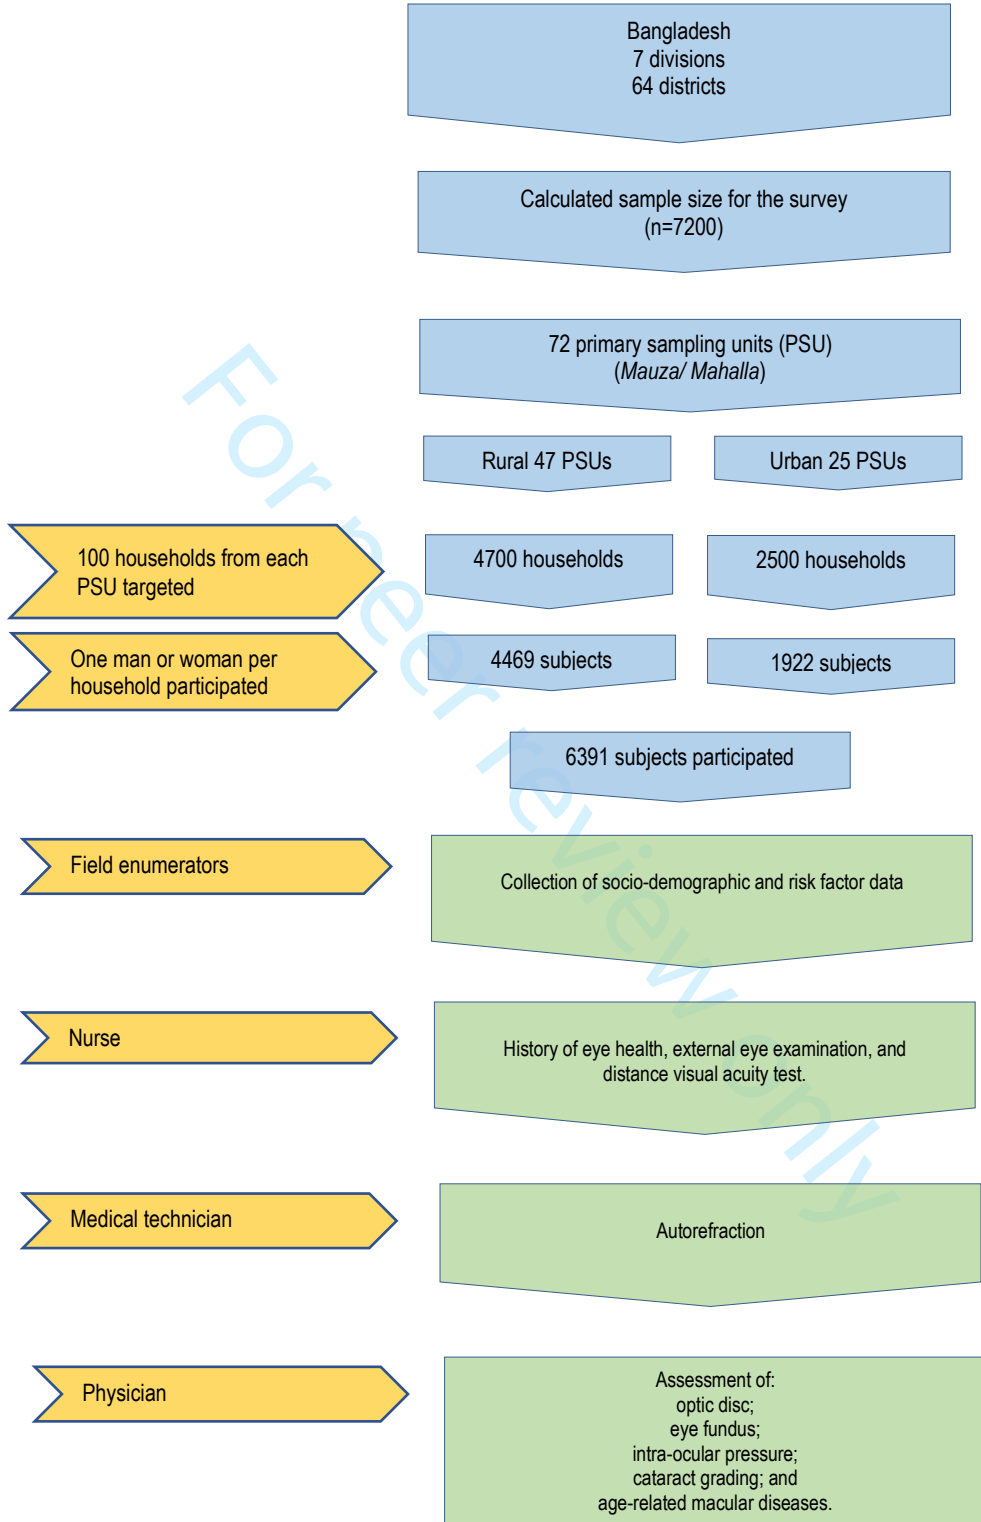 Bangladesh
7 divisions
64 districts
Calculated sample size for the survey
(n=7200)
72 primary sampling units (PSU)
(Mauza/ Mahalla)
Rural 47 PSUs
Urban 25 PSUs
100 households from each
PSU targeted
4700 households
2500 households
One man or woman per
household participated
4469 subjects
1922 subjects
6391 subjects participated
Field enumerators
Collection of socio-demographic and risk factor data
Nurse
History of eye health, external eye examination, and
distance visual acuity test.
Medical technician
Autorefraction
Physician
Assessment of:
optic disc;
eye fundus;
intra-ocular pressure;
cataract grading; and
age-related macular diseases.
For peer review only